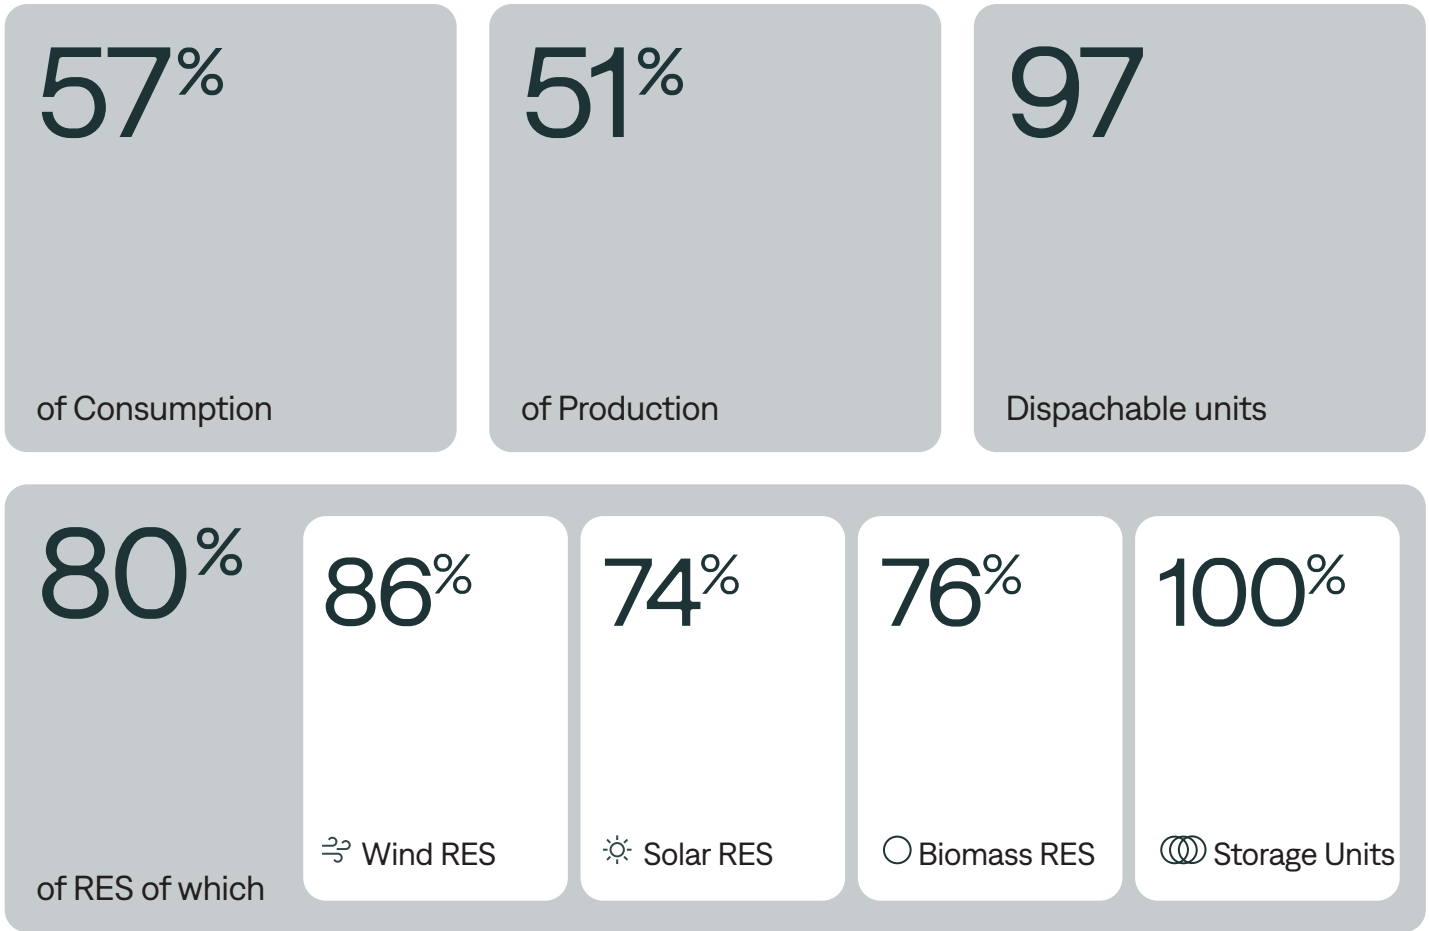 57%
of Consumption
51%
of Production
97
Dispachable units
80%
of RES of which
86%
Wind RES
74%
Solar RES
76%
Biomass RES
100%
Storage Units